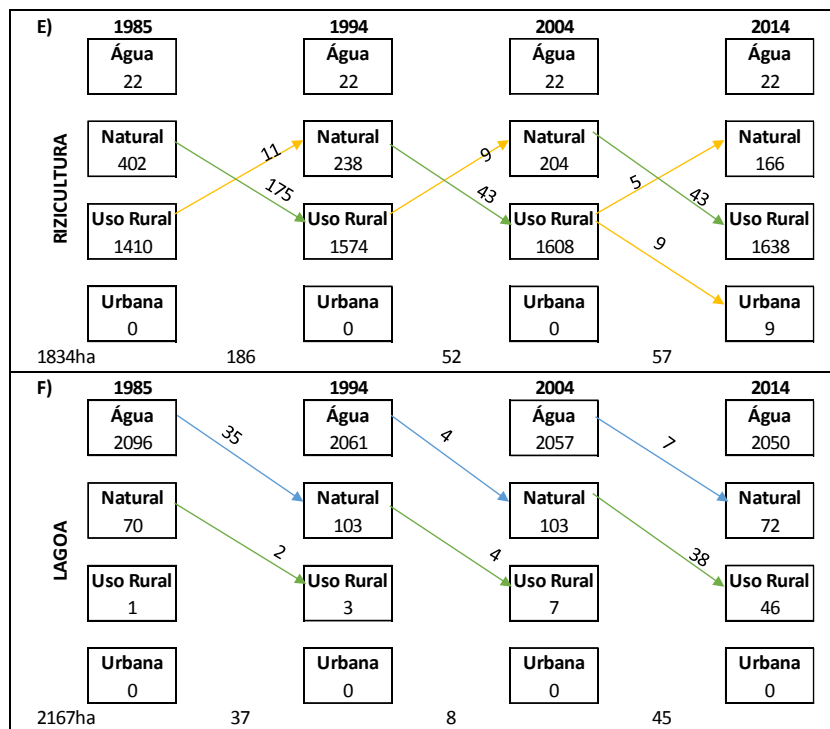 E) 1985 1994 2004 2014
Água Água Água Água
22 22 22 22
Natural Natural Natural Natural
402 11 238 9 204 5 166
RIZICULTURA
175 43 43
Uso Rural Uso Rural Uso Rural Uso Rural
1410 1574 1608 9 1638
Urbana Urbana Urbana Urbana
0 0 0 9
1834ha 186 52 57
F) 1985 1994 2004 2014
Água Água Água Água
2096 35 2061 4 2057 7 2050
Natural Natural Natural Natural
70 103 103 72
LAGOA
2 4 38
Uso Rural Uso Rural Uso Rural Uso Rural
1 3 7 46
Urbana Urbana Urbana Urbana
0 0 0 0
2167ha 37 8 45